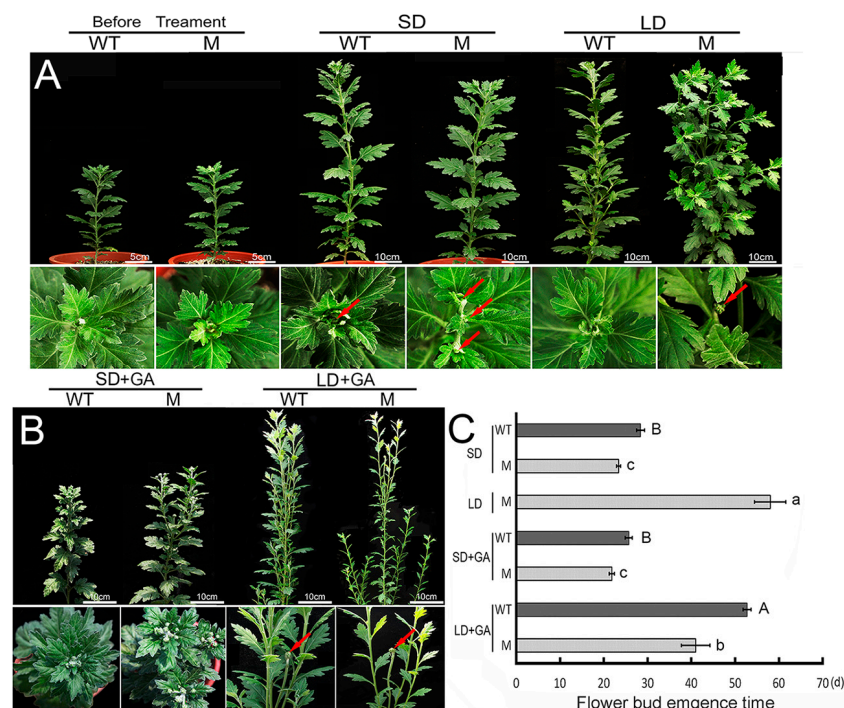 Before Treament SD LD
WT M WT M WT M
A
5cm 5cm 10cm 10cm 10cm 10cm
SD+GA LD+GA
WT M WT M
B
10cm 10cm 10cm 10cm
C
SD WT B
M c
LD M a
SD+GA WT B
M c
LD+GA WT A
M b
0 10 20 30 40 50 60 70 (d)
Flower bud emgence time